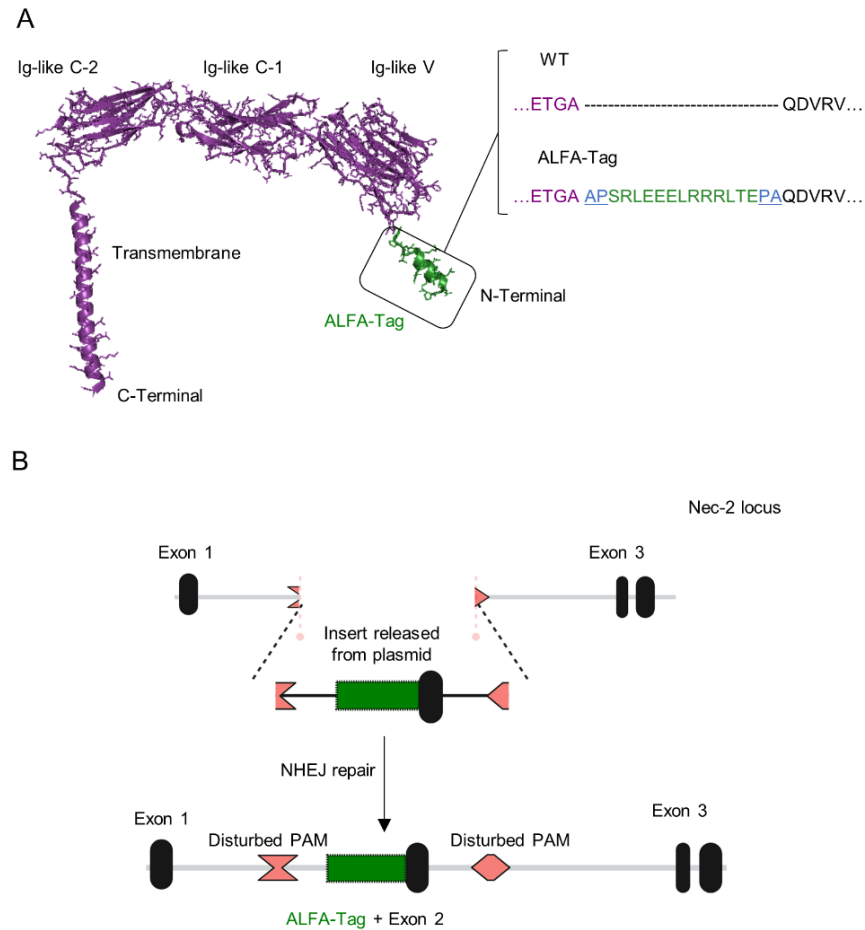 A
Ig-like C-2
Ig-like C-1
Ig-like V
WT
...ETGA ------------------------------ QDVRV...
ALFA-Tag
...ETGA APSRLEEELRRRLTEPAQDVRV...
Transmembrane
N-Terminal
ALFA-Tag
C-Terminal
B
Nec-2 locus
Exon 1
Exon 3
Insert released
from plasmid
NHEJ repair
Exon 1
Exon 3
Disturbed PAM
Disturbed PAM
ALFA-Tag + Exon 2